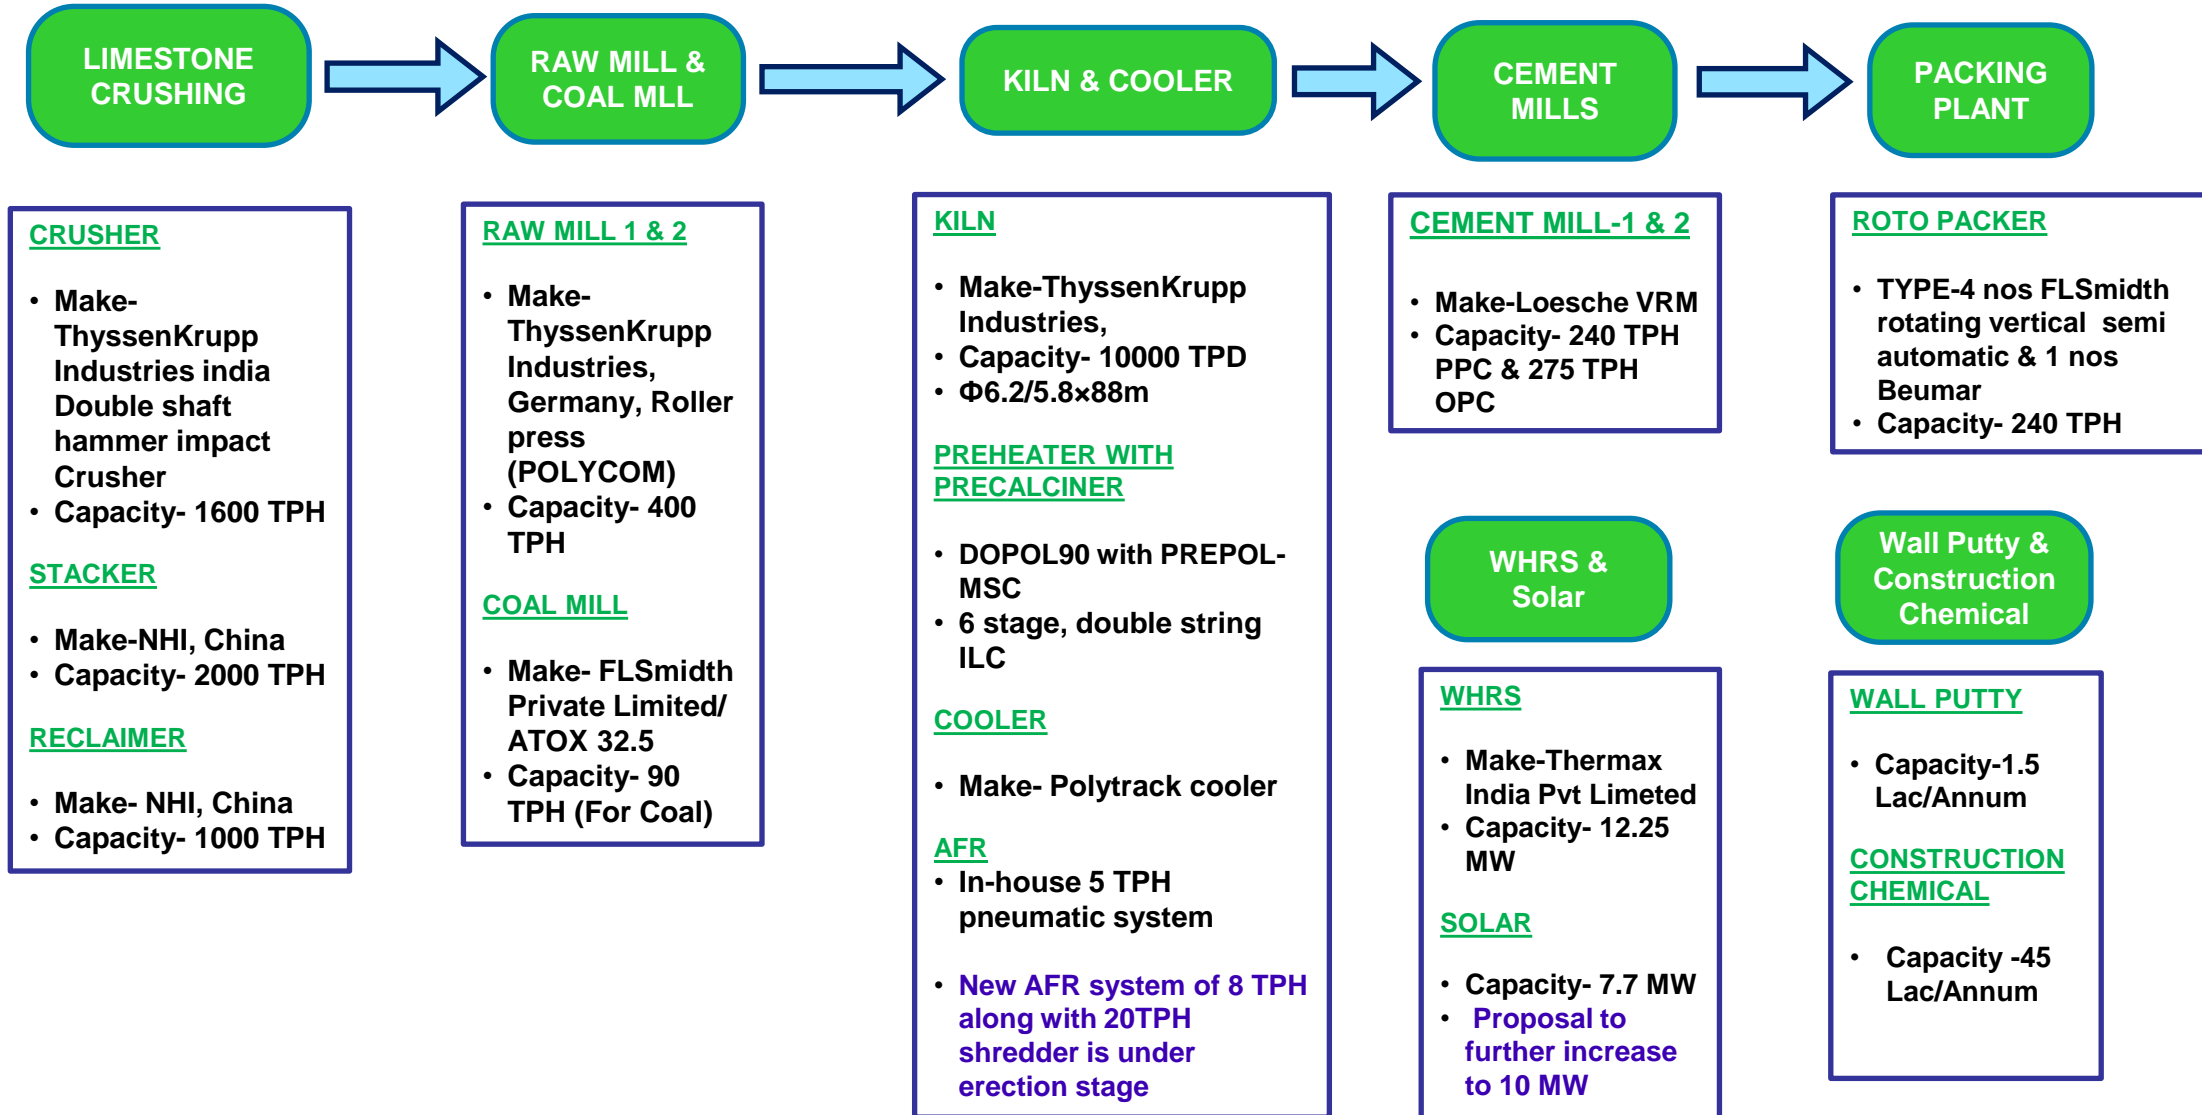 LIMESTONE
CRUSHING
RAW MILL &
COAL MLL
KILN & COOLER
CEMENT
MILLS
PACKING
PLANT
CRUSHER
• Make-
ThyssenKrupp
Industries india
Double shaft
hammer impact
Crusher
• Capacity- 1600 TPH
STACKER
• Make-NHI, China
• Capacity- 2000 TPH
RECLAIMER
• Make- NHI, China
• Capacity- 1000 TPH
RAW MILL 1 & 2
• Make-
ThyssenKrupp
Industries,
Germany, Roller
press
(POLYCOM)
• Capacity- 400
TPH
COAL MILL
• Make- FLSmidth
Private Limited/
ATOX 32.5
• Capacity- 90
TPH (For Coal)
KILN
• Make-ThyssenKrupp
Industries,
• Capacity- 10000 TPD
• Φ6.2/5.8×88m
PREHEATER WITH
PRECALCINER
• DOPOL90 with PREPOL-
MSC
• 6 stage, double string
ILC
COOLER
• Make- Polytrack cooler
AFR
• In-house 5 TPH
pneumatic system
• New AFR system of 8 TPH
along with 20TPH
shredder is under
erection stage
CEMENT MILL-1 & 2
• Make-Loesche VRM
• Capacity- 240 TPH
PPC & 275 TPH
OPC
ROTO PACKER
• TYPE-4 nos FLSmidth
rotating vertical semi
automatic & 1 nos
Beumar
• Capacity- 240 TPH
WHRS &
Solar
WHRS
• Make-Thermax
India Pvt Limeted
• Capacity- 12.25
MW
SOLAR
• Capacity- 7.7 MW
• Proposal to
further increase
to 10 MW
Wall Putty &
Construction
Chemical
WALL PUTTY
• Capacity-1.5
Lac/Annum
CONSTRUCTION
CHEMICAL
• Capacity -45
Lac/Annum